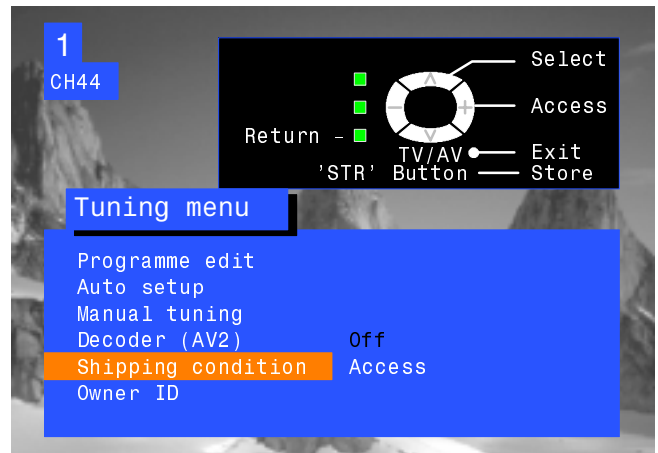 1
CH44
Select
Access
Return
TV/AV
Exit
'STR' Button
Store
Tuning menu
Programme edit
Auto setup
Manual tuning
Decoder (AV2) Off
Shipping condition Access
Owner ID